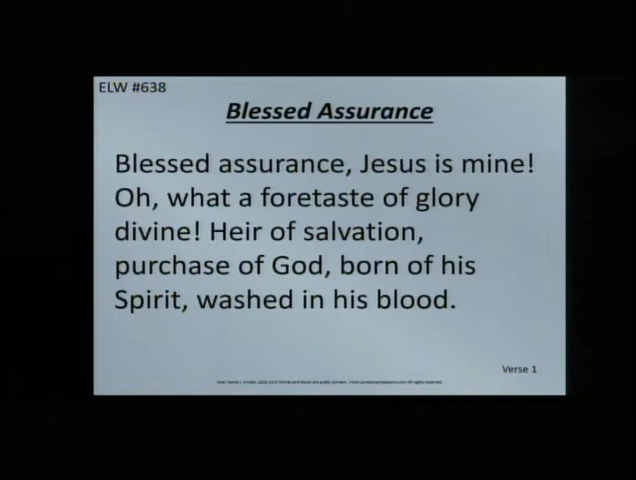 ELW #638
Blessed Assurance
Blessed assurance, Jesus is mine!
Oh, what a foretaste of glory
divine! Heir of salvation,
purchase of God, born of his
Spirit, washed in his blood.
Verse 1